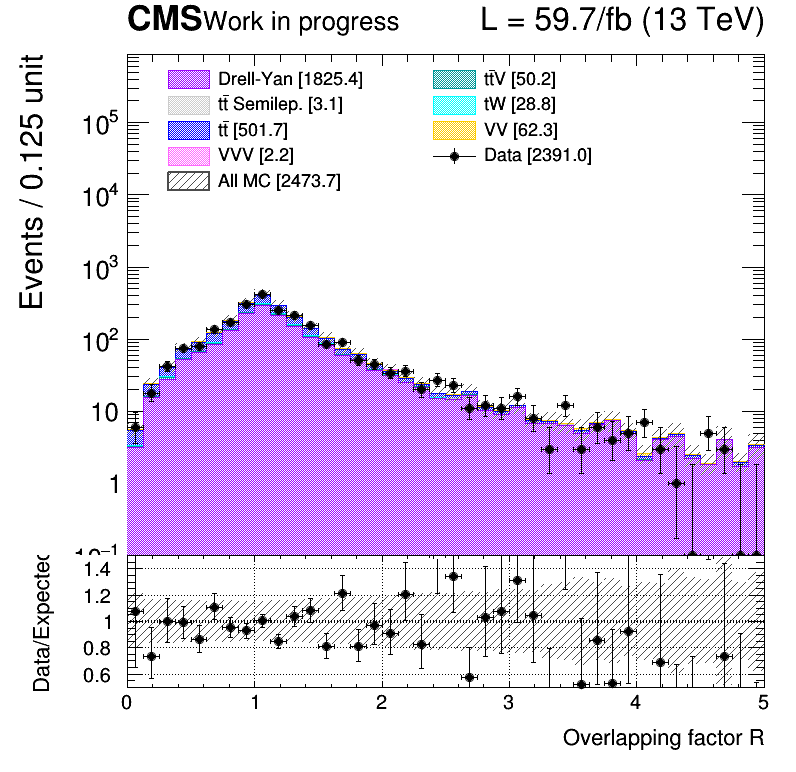 CMS Work in progress L = 59.7/fb (13 TeV)
Drell-Yan [1825.4] tt̄V [50.2]
tt̄ Semilep. [3.1] tW [28.8]
tt̄ [501.7] VV [62.3]
VVV [2.2] Data [2391.0]
All MC [2473.7]
Events / 0.125 unit
10⁵
10⁴
10³
10²
10
1
10⁻¹
Data/Expected
1.4
1.2
1
0.8
0.6
0 1 2 3 4 5
Overlapping factor R